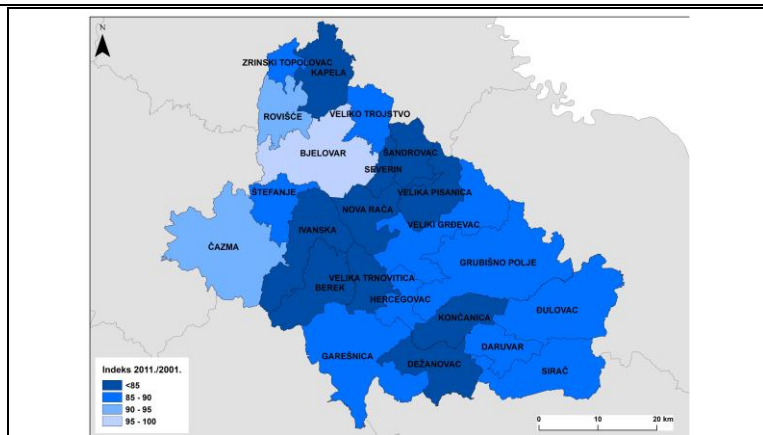 N
ZRINSKI TOPOLOVAC
KAPELA
ROVIŠĆE
VELIKO TROJSTVO
BJELOVAR
ŠANDROVAC
SEVERIN
ŠTEFANJE
VELIKA PISANICA
NOVA RAČA
VELIKI GRĐEVAC
IVANSKA
ČAZMA
GRUBIŠNO POLJE
VELIKA TRNOVITICA
BEREK
HERCEGOVAC
ĐULOVAC
KONČANICA
DARUVAR
GAREŠNICA
DEŽANOVAC
SIRAČ
Indeks 2011./2001.
<85
85 - 90
90 - 95
95 - 100
0 10 20 km